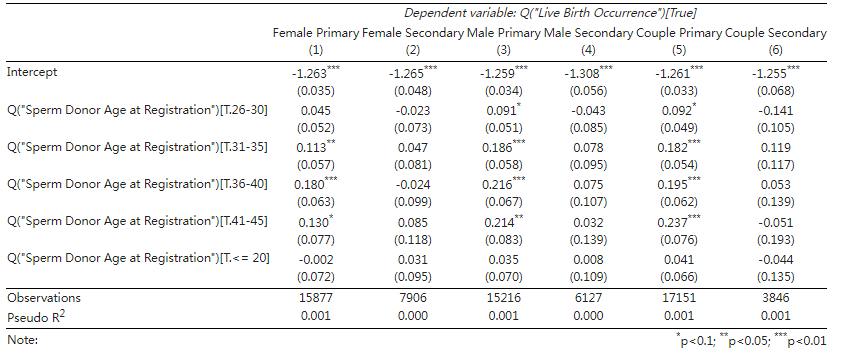 Dependent variable: Q("Live Birth Occurrence")[True]
Female Primary Female Secondary Male Primary Male Secondary Couple Primary Couple Secondary
(1) (2) (3) (4) (5) (6)
Intercept -1.263*** -1.265*** -1.259*** -1.308*** -1.261*** -1.255***
(0.035) (0.048) (0.034) (0.056) (0.033) (0.068)
Q("Sperm Donor Age at Registration")[T.26-30] 0.045 -0.023 0.091* -0.043 0.092* -0.141
(0.052) (0.073) (0.051) (0.085) (0.049) (0.105)
Q("Sperm Donor Age at Registration")[T.31-35] 0.113** 0.047 0.186*** 0.078 0.182*** 0.119
(0.057) (0.081) (0.058) (0.095) (0.054) (0.117)
Q("Sperm Donor Age at Registration")[T.36-40] 0.180*** -0.024 0.216*** 0.075 0.195*** 0.053
(0.063) (0.099) (0.067) (0.107) (0.062) (0.139)
Q("Sperm Donor Age at Registration")[T.41-45] 0.130* 0.085 0.214** 0.032 0.237*** -0.051
(0.077) (0.118) (0.083) (0.139) (0.076) (0.193)
Q("Sperm Donor Age at Registration")[T.<= 20] -0.002 0.031 0.035 0.008 0.041 -0.044
(0.072) (0.095) (0.070) (0.109) (0.066) (0.135)
Observations 15877 7906 15216 6127 17151 3846
Pseudo R2 0.001 0.000 0.001 0.000 0.001 0.001
Note: *p<0.1; **p<0.05; ***p<0.01